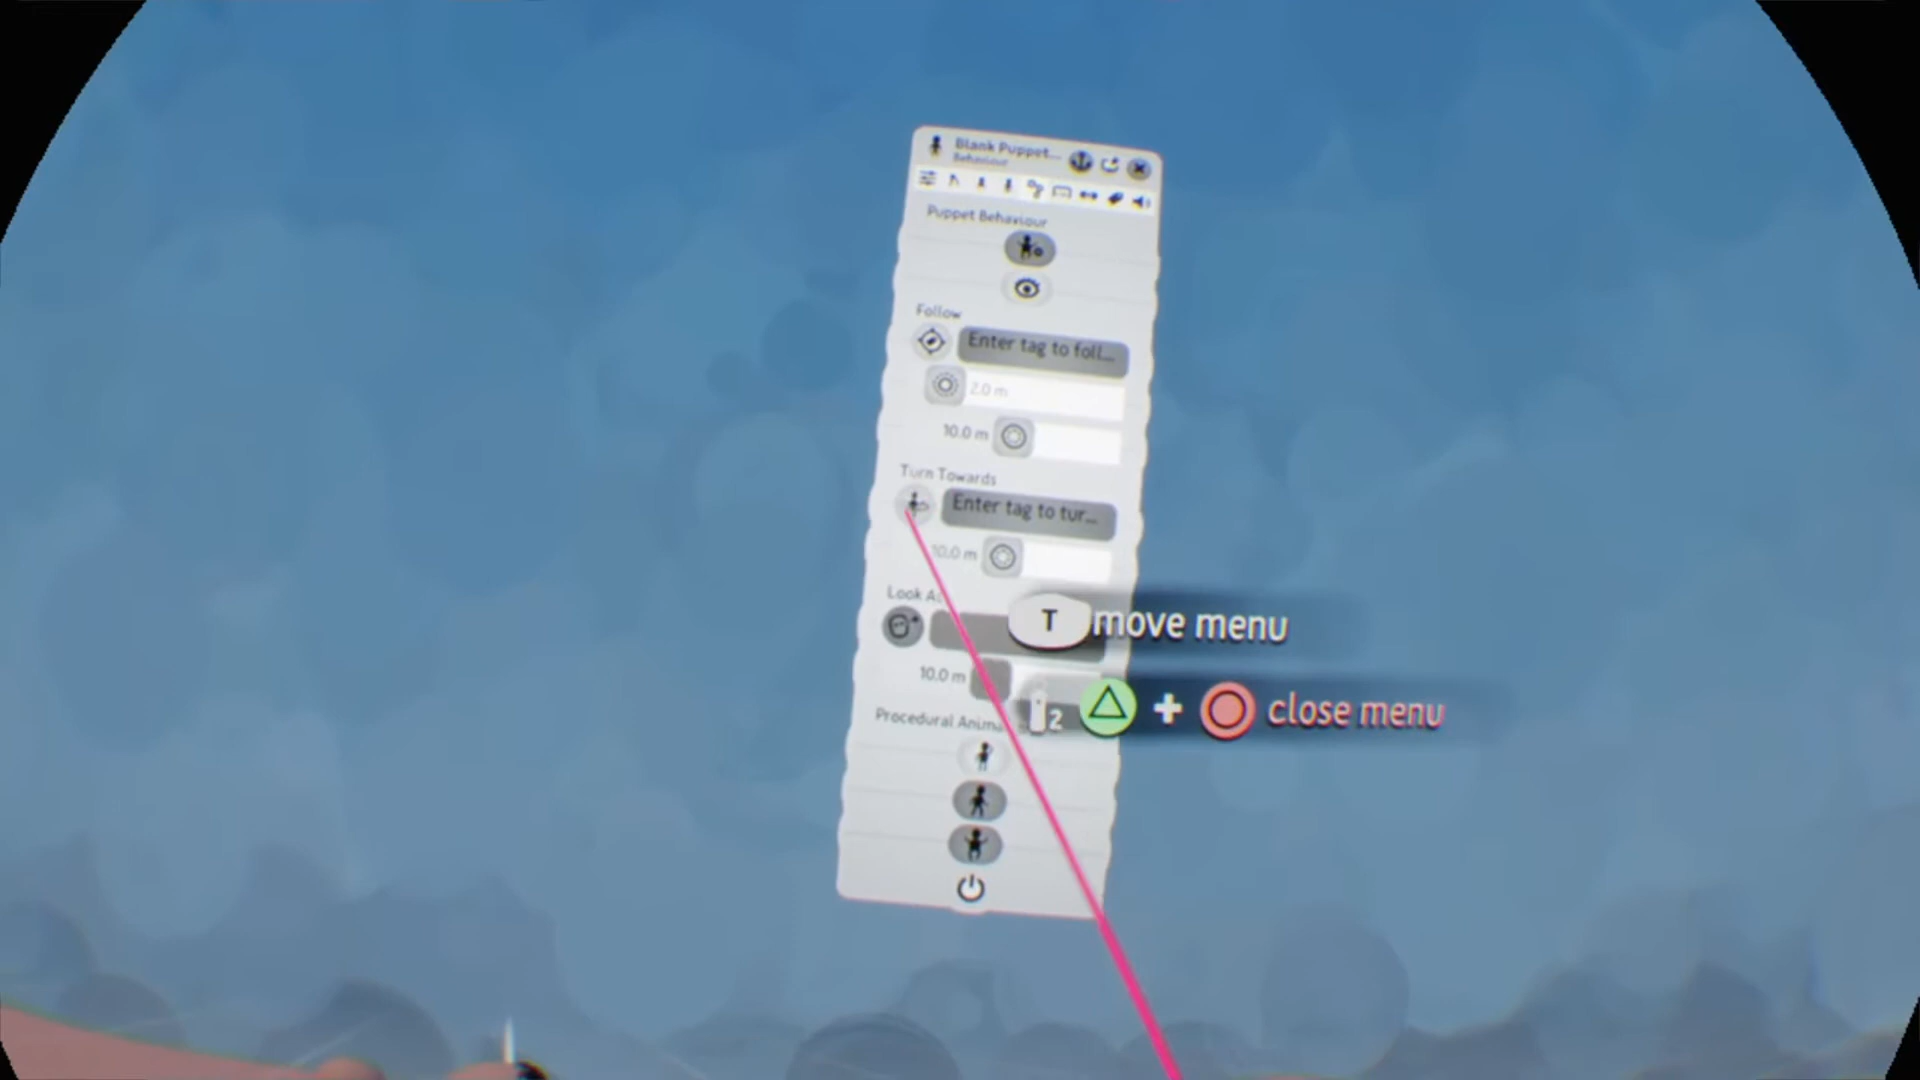 Blank Puppet...
Behaviour
Puppet Behaviour
Follow
Enter tag to foll...
2.0 m
10.0 m
Turn Towards
Enter tag to tur...
10.0 m
Look A
T move menu
10.0 m
2 + close menu
Procedural Anima